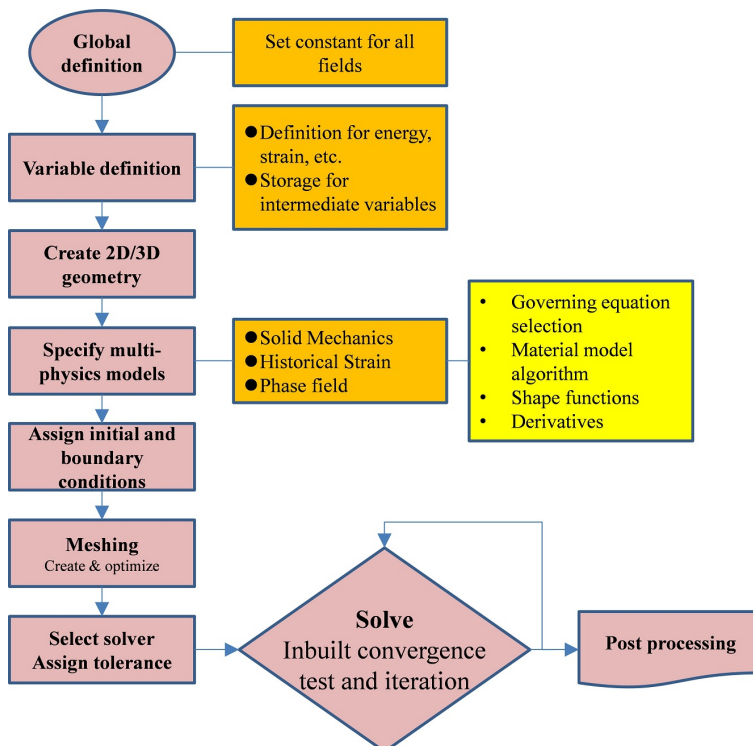 Global
definition
Set constant for all
fields
Variable definition
●Definition for energy,
strain, etc.
●Storage for
intermediate variables
Create 2D/3D
geometry
Specify multi-
physics models
●Solid Mechanics
●Historical Strain
●Phase field
• Governing equation
selection
• Material model
algorithm
• Shape functions
• Derivatives
Assign initial and
boundary
conditions
Meshing
Create & optimize
Select solver
Assign tolerance
Solve
Inbuilt convergence
test and iteration
Post processing